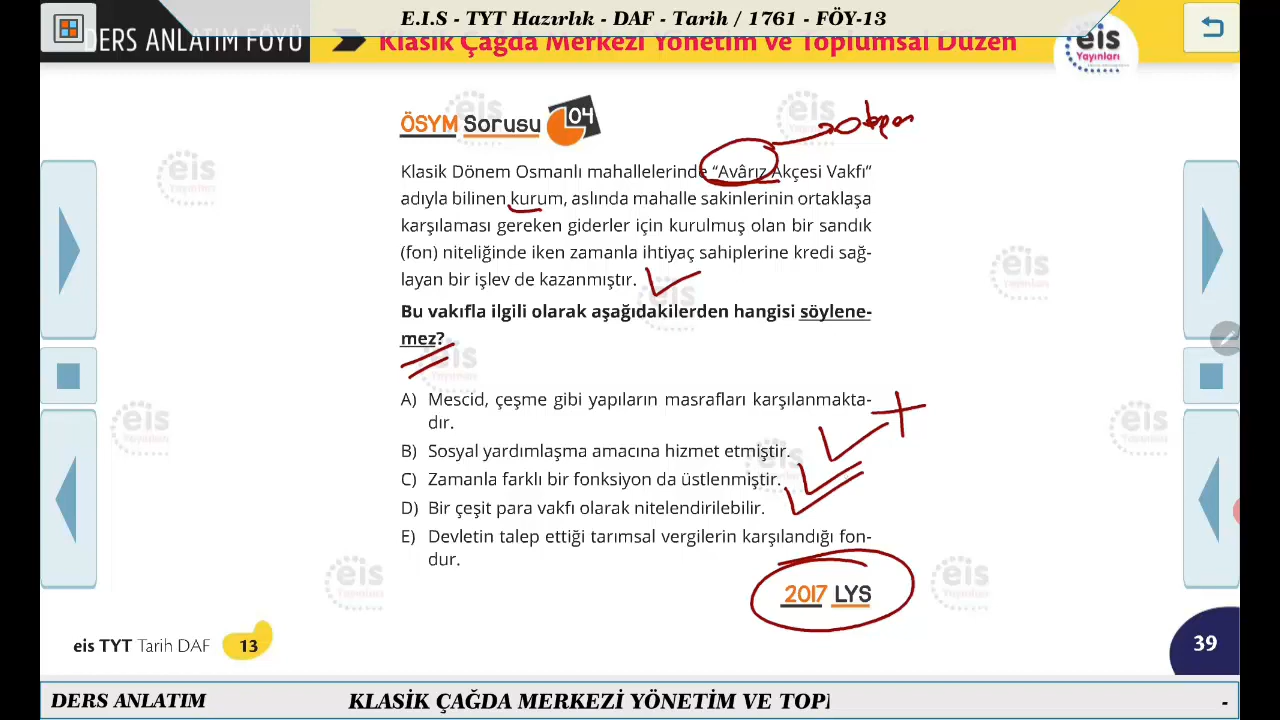 E.I.S - TYT Hazırlık - DAF - Tarih / 1761 - FÖY-13
DERS ANLATIM FÖYÜ
Klasik Çağda Merkezî Yönetim ve Toplumsal Düzen
eis
Yayınları
ÖSYM Sorusu 04
Klasik Dönem Osmanlı mahallelerinde “Avârız Akçesi Vakfı”
adıyla bilinen kurum, aslında mahalle sakinlerinin ortaklaşa
karşılaması gereken giderler için kurulmuş olan bir sandık
(fon) niteliğinde iken zamanla ihtiyaç sahiplerine kredi sağ-
layan bir işlev de kazanmıştır.
Bu vakıfla ilgili olarak aşağıdakilerden hangisi söylene-
mez?
A) Mescid, çeşme gibi yapıların masrafları karşılanmakta-
dır.
B) Sosyal yardımlaşma amacına hizmet etmiştir.
C) Zamanla farklı bir fonksiyon da üstlenmiştir.
D) Bir çeşit para vakfı olarak nitelendirilebilir.
E) Devletin talep ettiği tarımsal vergilerin karşılandığı fon-
dur.
2017 LYS
eis TYT Tarih DAF 13
39
DERS ANLATIM
KLASİK ÇAĞDA MERKEZİ YÖNETİM VE TOPL
-